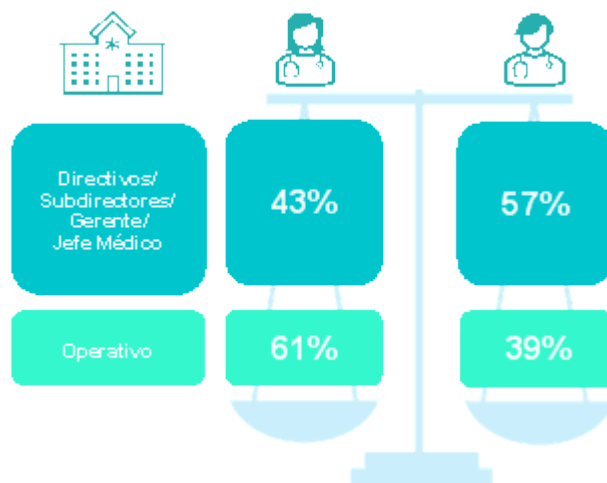 Directivos/
Subdirectores/
Gerente/
Jefe Médico
43%
57%
Operativo
61%
39%